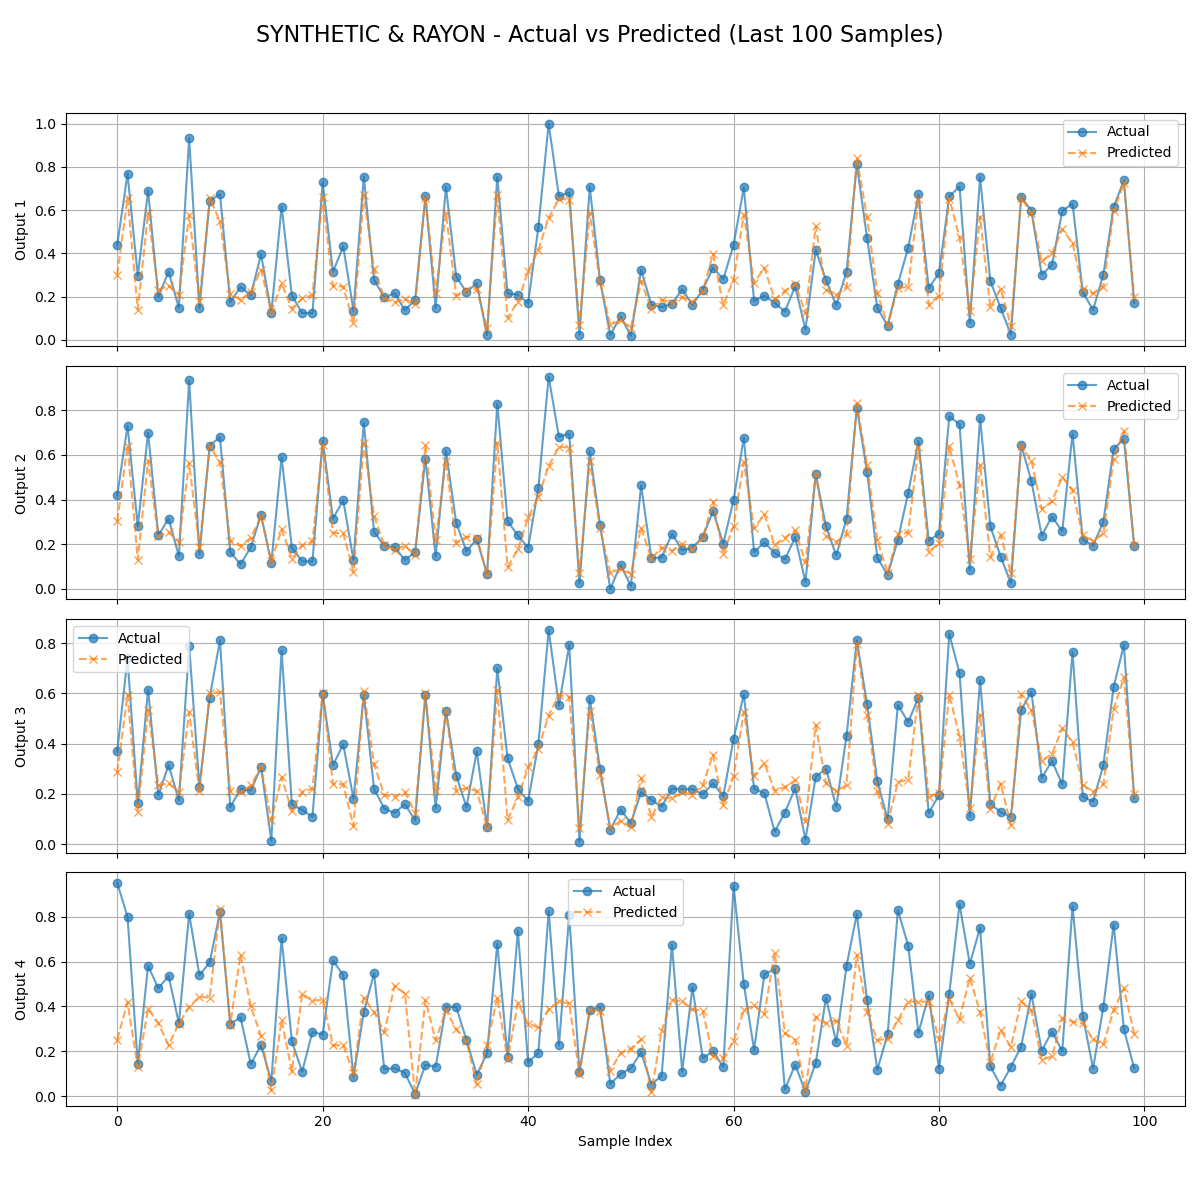 SYNTHETIC & RAYON - Actual vs Predicted (Last 100 Samples)
1.0
0.8
0.6
0.4
0.2
0.0
Output 1
Actual
Predicted
0.8
0.6
0.4
0.2
0.0
Output 2
Actual
Predicted
0.8
0.6
0.4
0.2
0.0
Output 3
Actual
Predicted
0.8
0.6
0.4
0.2
0.0
Output 4
Actual
Predicted
0 20 40 60 80 100
Sample Index